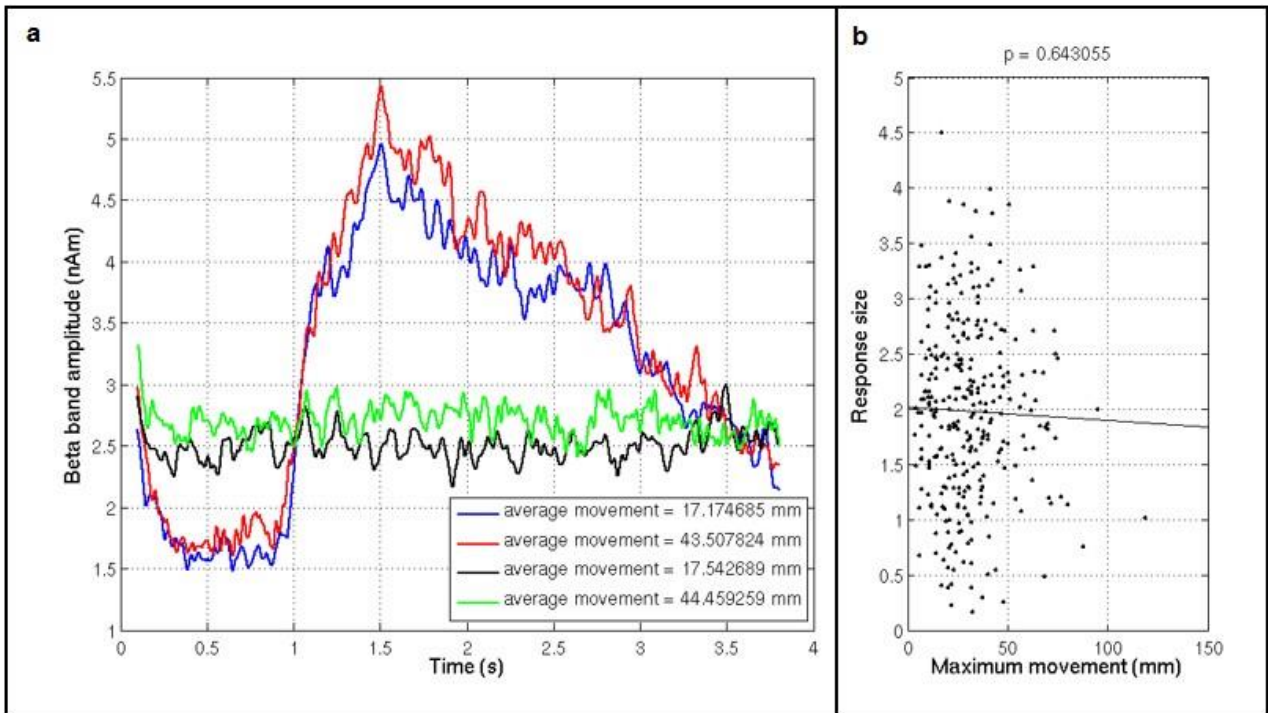 a
5.5
5
4.5
4
3.5
3
2.5
2
1.5
1
Beta band amplitude (nAm)
average movement = 17.174685 mm
average movement = 43.507824 mm
average movement = 17.542689 mm
average movement = 44.459259 mm
0 0.5 1 1.5 2 2.5 3 3.5 4
Time (s)
b
p = 0.643055
5
4.5
4
3.5
3
2.5
2
1.5
1
0.5
0
Response size
0 50 100 150
Maximum movement (mm)